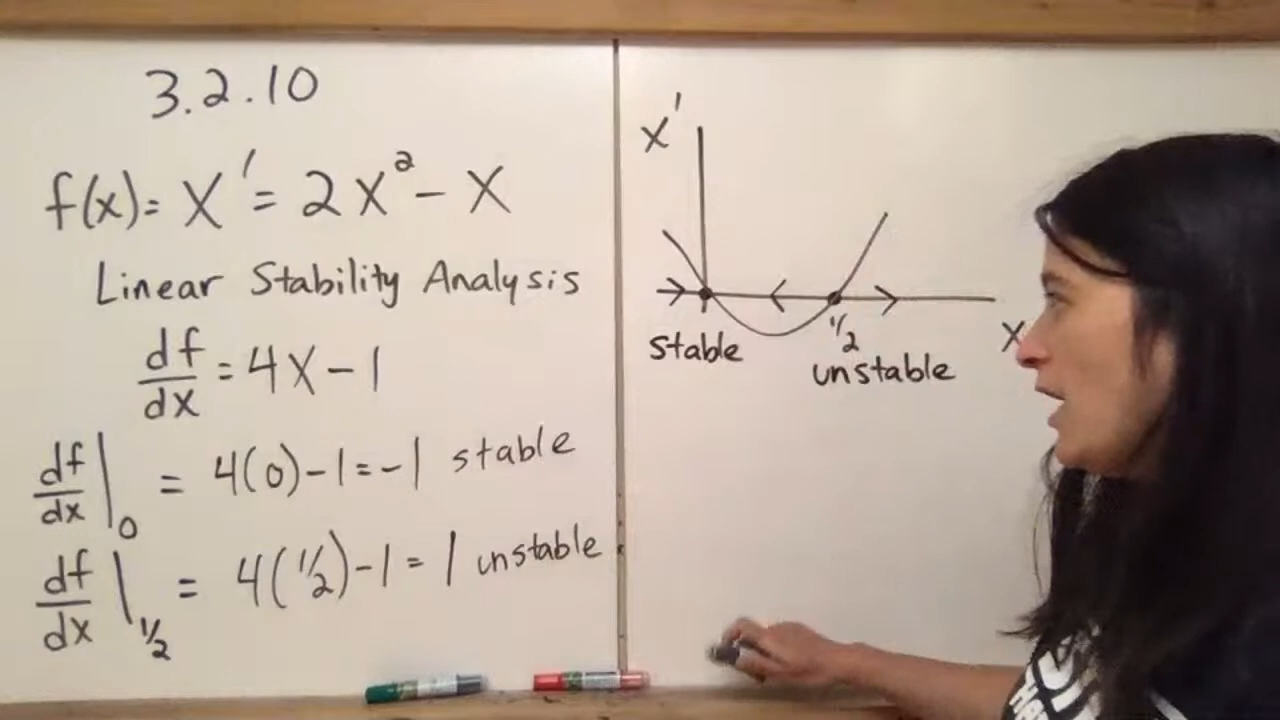 3.2.10
f(x)= X' = 2X² - X
Linear Stability Analysis
df/dx = 4X - 1
df/dx |₀ = 4(0)-1 = -1 stable
df/dx |₁/₂ = 4(1/2)-1 = 1 unstable
X'
X
1/2
stable
unstable